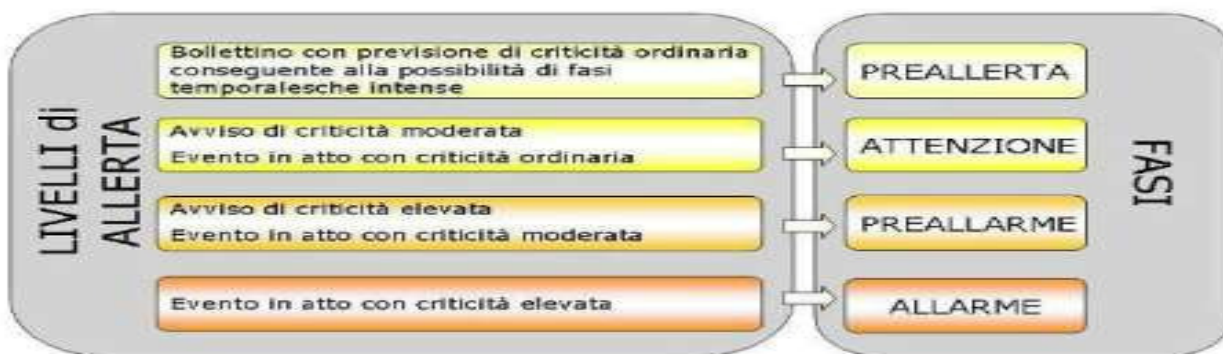 LIVELLI di
ALLERTA
Bollettino con previsione di criticità ordinaria
conseguente alla possibilità di fasi
temporalesche intense
PREALLERTA
Avviso di criticità moderata
Evento in atto con criticità ordinaria
ATTENZIONE
Avviso di criticità elevata
Evento in atto con criticità moderata
PREALLARME
Evento in atto con criticità elevata
ALLARME
FASI